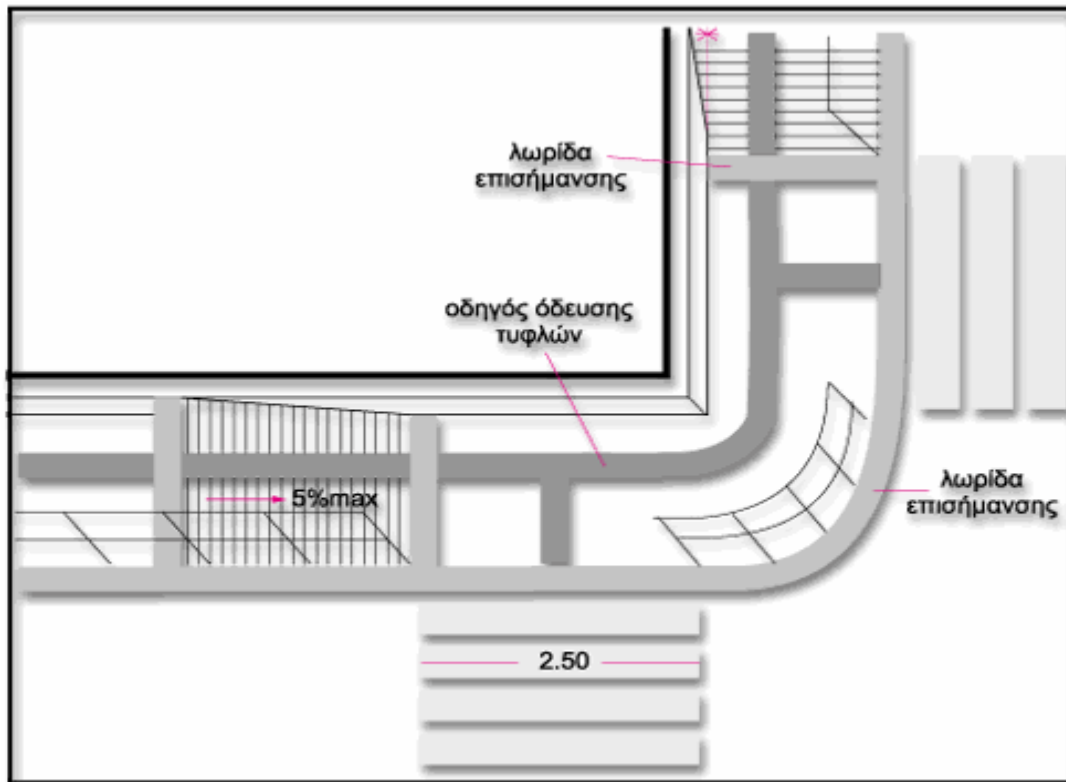 λωρίδα
επισήμανσης
οδηγός όδευσης
τυφλών
5%max
λωρίδα
επισήμανσης
2.50